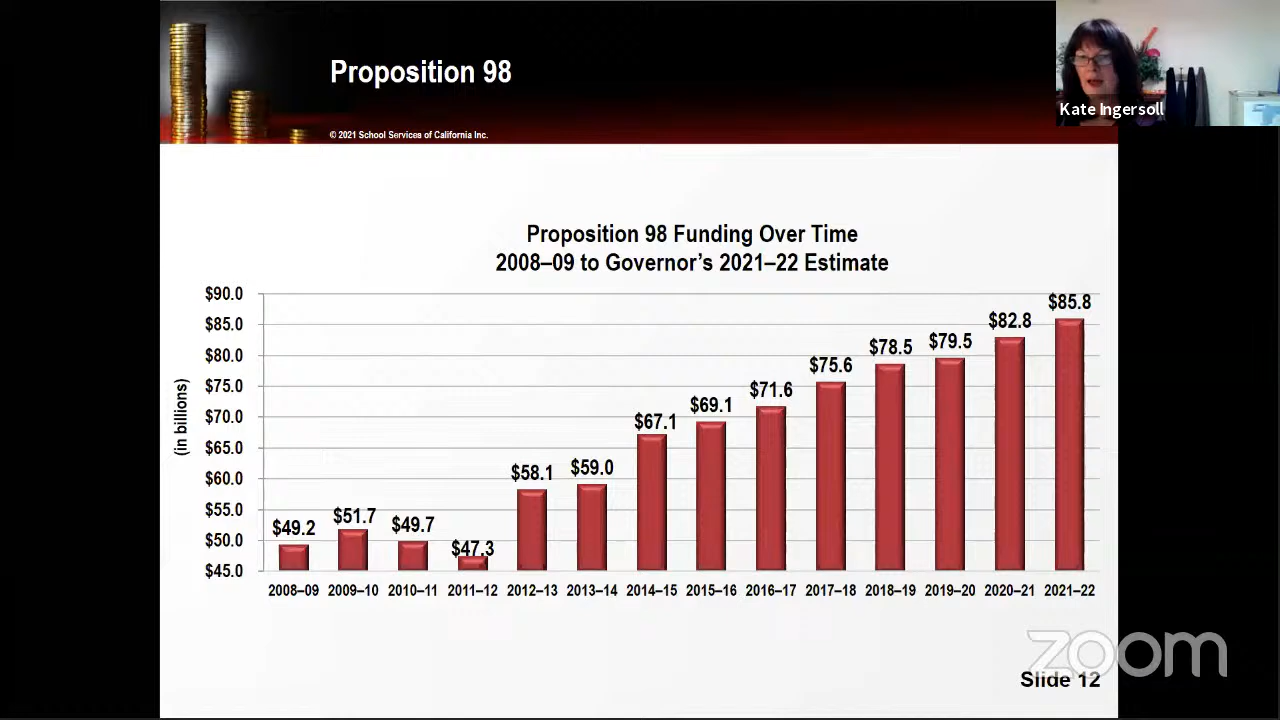 Proposition 98
© 2021 School Services of California Inc.
Kate Ingersoll
Proposition 98 Funding Over Time
2008–09 to Governor's 2021–22 Estimate
(in billions)
$90.0
$85.0
$80.0
$75.0
$70.0
$65.0
$60.0
$55.0
$50.0
$45.0
$49.2
$51.7
$49.7
$47.3
$58.1
$59.0
$67.1
$69.1
$71.6
$75.6
$78.5
$79.5
$82.8
$85.8
2008–09 2009–10 2010–11 2011–12 2012–13 2013–14 2014–15 2015–16 2016–17 2017–18 2018–19 2019–20 2020–21 2021–22
zoom
Slide 12